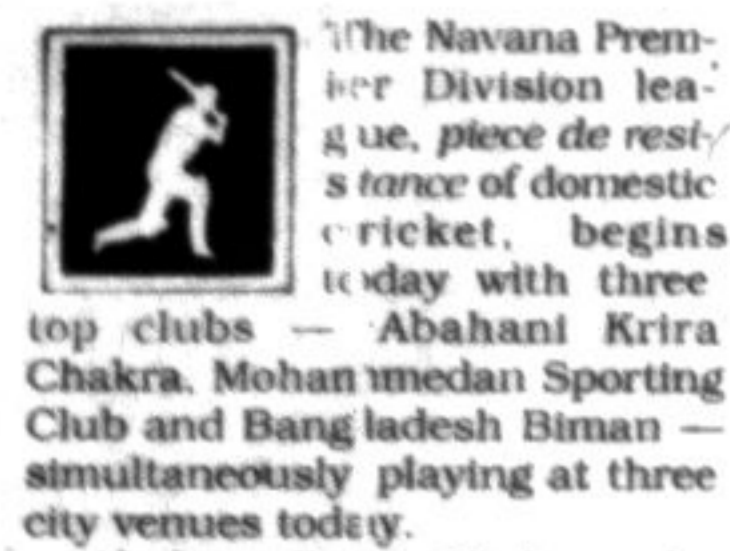 The Navana Prem-
ier Division lea-
gue, piece de resi-
stance of domestic
cricket, begins
today with three
top clubs — Abahani Krira
Chakra, Mohammedan Sporting
Club and Bangladesh Biman —
simultaneously playing at three
city venues today.